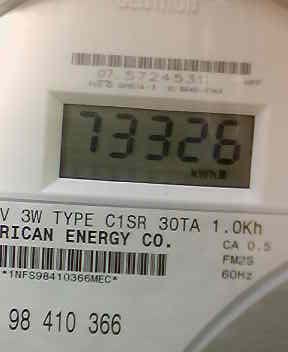 07.5724531
73326
kWh
V 3W TYPE C1SR 30TA 1.0Kh
RICAN ENERGY CO.
CA 0.5
FM2S
60Hz
*1NFS98410366MEC*
98 410 366